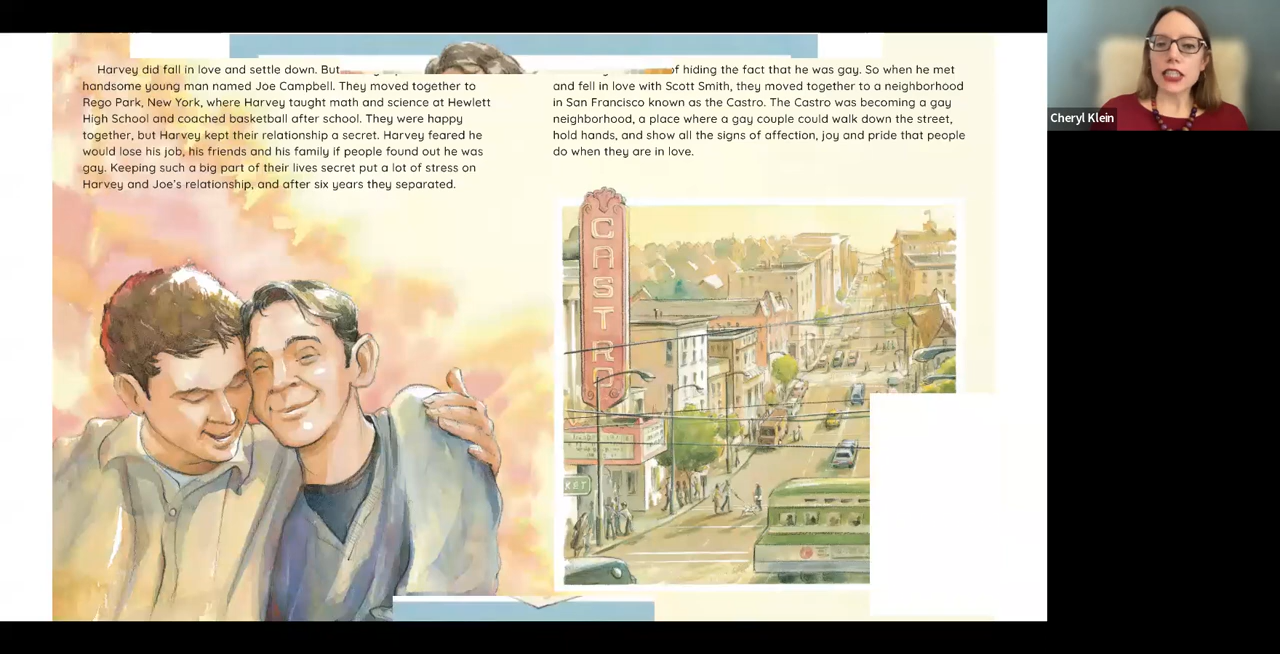 Harvey did fall in love and settle down. But
handsome young man named Joe Campbell. They moved together to
Rego Park, New York, where Harvey taught math and science at Hewlett
High School and coached basketball after school. They were happy
together, but Harvey kept their relationship a secret. Harvey feared he
would lose his job, his friends and his family if people found out he was
gay. Keeping such a big part of their lives secret put a lot of stress on
Harvey and Joe's relationship, and after six years they separated.
of hiding the fact that he was gay. So when he met
and fell in love with Scott Smith, they moved together to a neighborhood
in San Francisco known as the Castro. The Castro was becoming a gay
neighborhood, a place where a gay couple could walk down the street,
hold hands, and show all the signs of affection, joy and pride that people
do when they are in love.
CASTRO
KET
Cheryl Klein